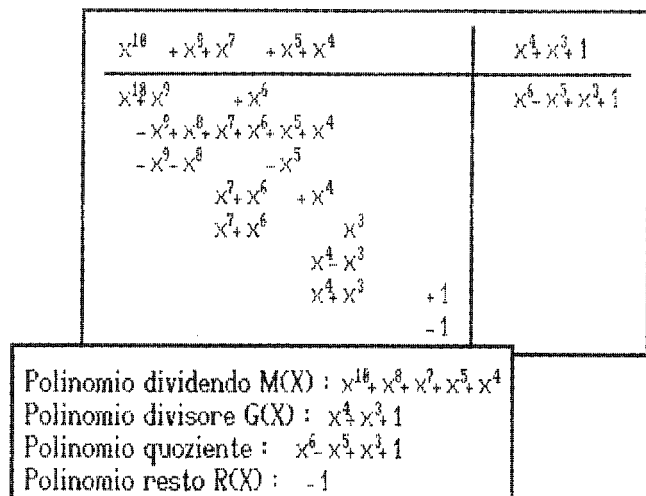 x¹⁰ + x⁸ + x⁷ + x⁵ + x⁴ x⁴ + x³ + 1
x¹⁰ + x⁹ + x⁶ x⁶ - x⁵ + x³ + 1
- x⁹ + x⁸ + x⁷ + x⁶ + x⁵ + x⁴
- x⁹ - x⁸ - x⁵
x⁷ + x⁶ + x⁴
x⁷ + x⁶ x³
x⁴ - x³
x⁴ + x³ + 1
- 1
Polinomio dividendo M(X) : x¹⁰ + x⁸ + x⁷ + x⁵ + x⁴
Polinomio divisore G(X) : x⁴ + x³ + 1
Polinomio quoziente : x⁶ - x⁵ + x³ + 1
Polinomio resto R(X) : - 1